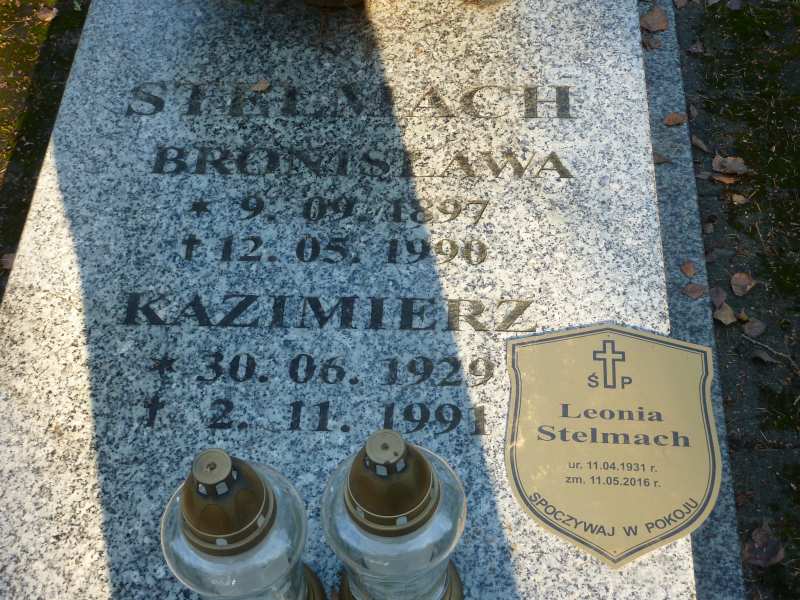 STELMACH
BRONISŁAWA
* 9. 09. 1897
† 12. 05. 1990
KAZIMIERZ
* 30. 06. 1929
† 2. 11. 1991
Ś P
Leonia
Stelmach
ur. 11.04.1931 r.
zm. 11.05.2016 r.
SPOCZYWAJ W POKOJU